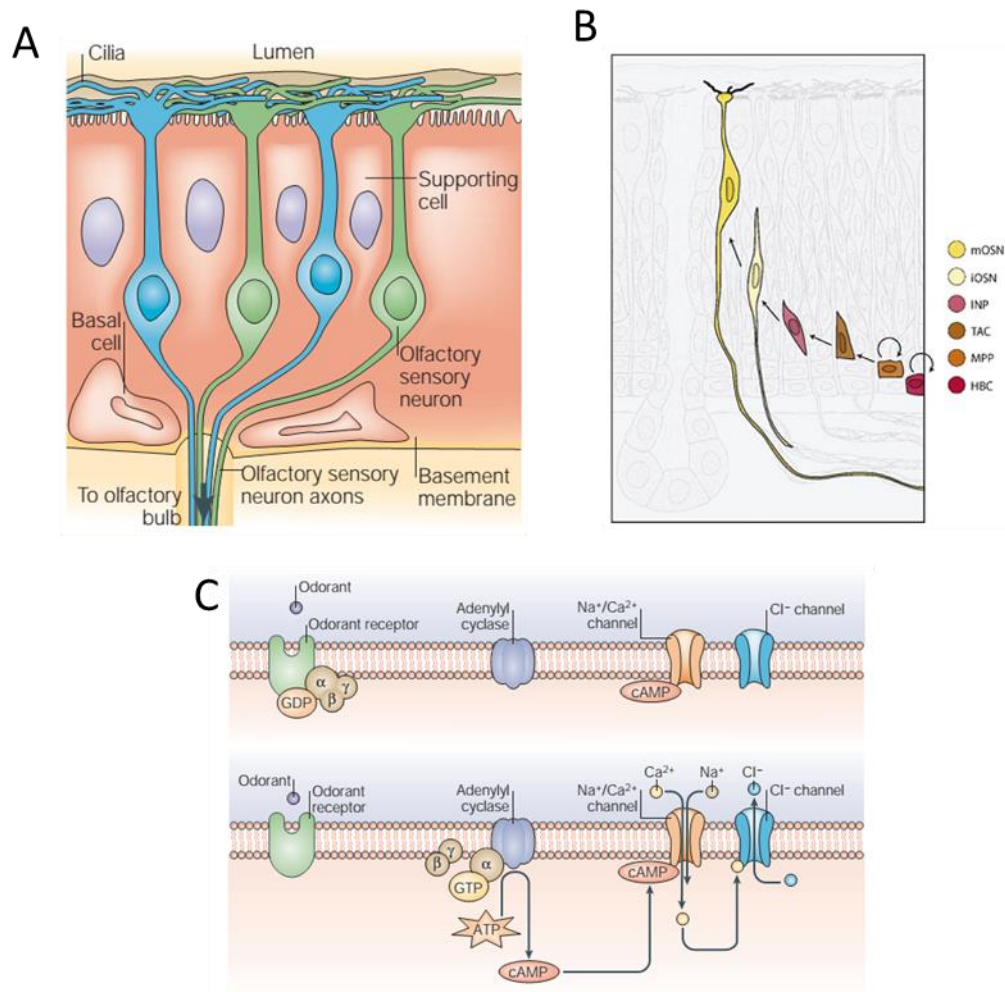 A
Cilia
Lumen
Supporting
cell
Basal
cell
Olfactory
sensory
neuron
To olfactory
bulb
Olfactory sensory
neuron axons
Basement
membrane
B
mOSN
iOSN
INP
TAC
MPP
HBC
C
Odorant
Odorant receptor
Adenylyl
cyclase
Na⁺/Ca²⁺
channel
Cl⁻ channel
α
β
γ
GDP
cAMP
Odorant
Odorant
receptor
Adenylyl
cyclase
Na⁺/Ca²⁺
channel
Ca²⁺
Na⁺
Cl⁻
Cl⁻ channel
β
γ
α
GTP
ATP
cAMP
cAMP